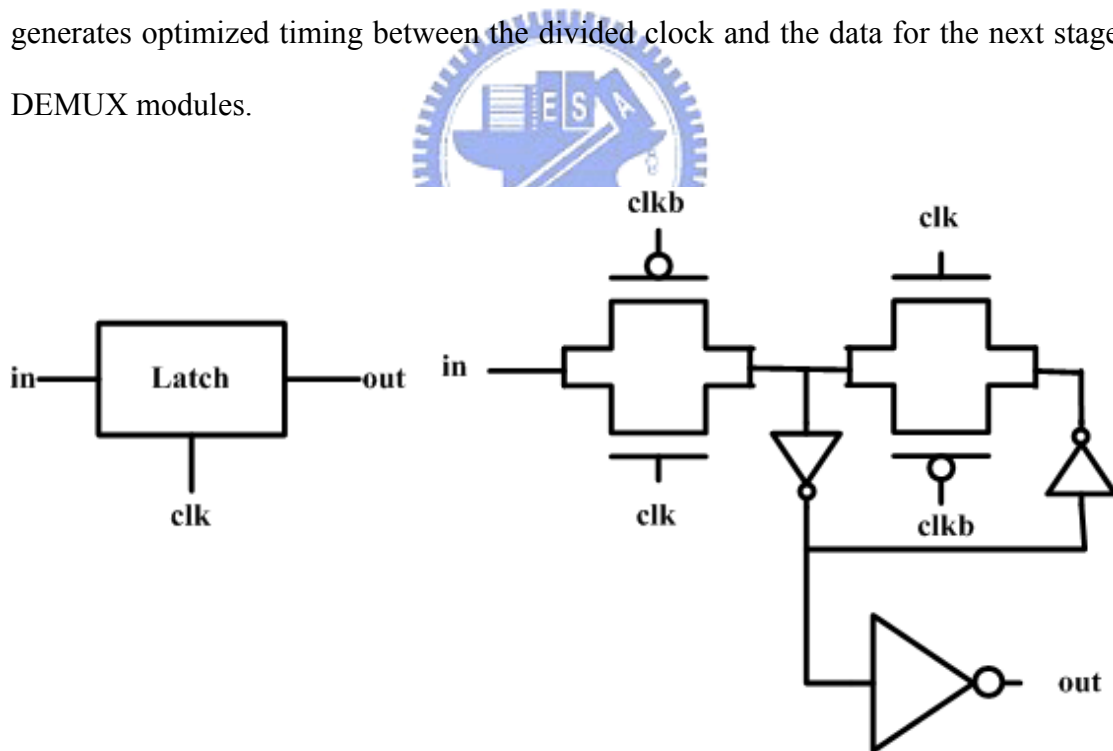 generates optimized timing between the divided clock and the data for the next stage
DEMUX modules.
E S A
clkb
clk
in
Latch
out
in
clk
clk
clkb
out